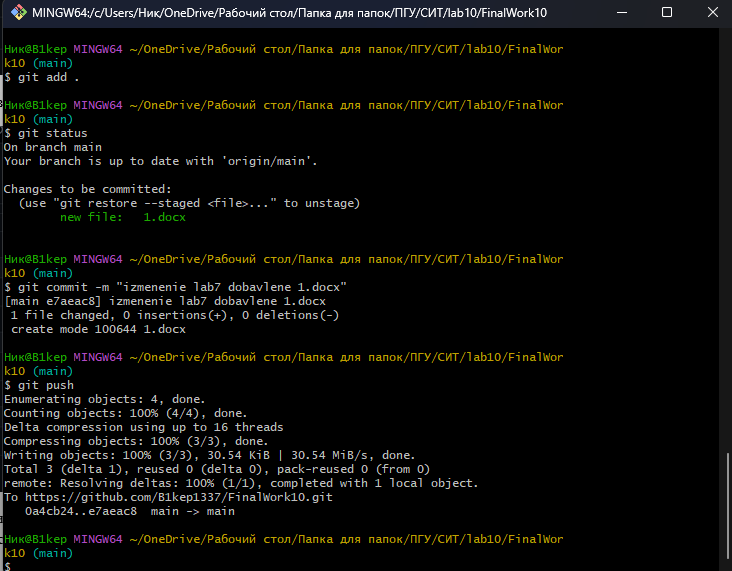 MINGW64:/c/Users/Ник/OneDrive/Рабочий стол/Папка для папок/ПГУ/СИТ/lab10/FinalWork10
Ник@B1kep MINGW64 ~/OneDrive/Рабочий стол/Папка для папок/ПГУ/СИТ/lab10/FinalWor
k10 (main)
$ git add .
Ник@B1kep MINGW64 ~/OneDrive/Рабочий стол/Папка для папок/ПГУ/СИТ/lab10/FinalWor
k10 (main)
$ git status
On branch main
Your branch is up to date with 'origin/main'.
Changes to be committed:
  (use "git restore --staged <file>..." to unstage)
        new file:   1.docx
Ник@B1kep MINGW64 ~/OneDrive/Рабочий стол/Папка для папок/ПГУ/СИТ/lab10/FinalWor
k10 (main)
$ git commit -m "izmenenie lab7 dobavlene 1.docx"
[main e7aeac8] izmenenie lab7 dobavlene 1.docx
 1 file changed, 0 insertions(+), 0 deletions(-)
 create mode 100644 1.docx
Ник@B1kep MINGW64 ~/OneDrive/Рабочий стол/Папка для папок/ПГУ/СИТ/lab10/FinalWor
k10 (main)
$ git push
Enumerating objects: 4, done.
Counting objects: 100% (4/4), done.
Delta compression using up to 16 threads
Compressing objects: 100% (3/3), done.
Writing objects: 100% (3/3), 30.54 KiB | 30.54 MiB/s, done.
Total 3 (delta 1), reused 0 (delta 0), pack-reused 0 (from 0)
remote: Resolving deltas: 100% (1/1), completed with 1 local object.
To https://github.com/B1kep1337/FinalWork10.git
   0a4cb24..e7aeac8  main -> main
Ник@B1kep MINGW64 ~/OneDrive/Рабочий стол/Папка для папок/ПГУ/СИТ/lab10/FinalWor
k10 (main)
$